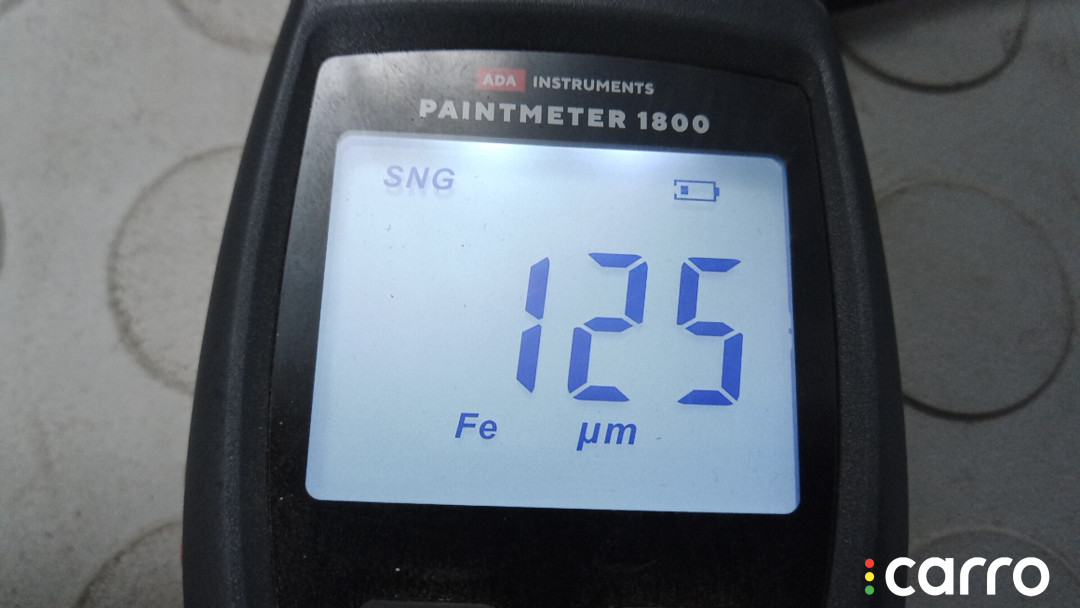 ADA INSTRUMENTS
PAINTMETER 1800
SNG
125
Fe µm
carro